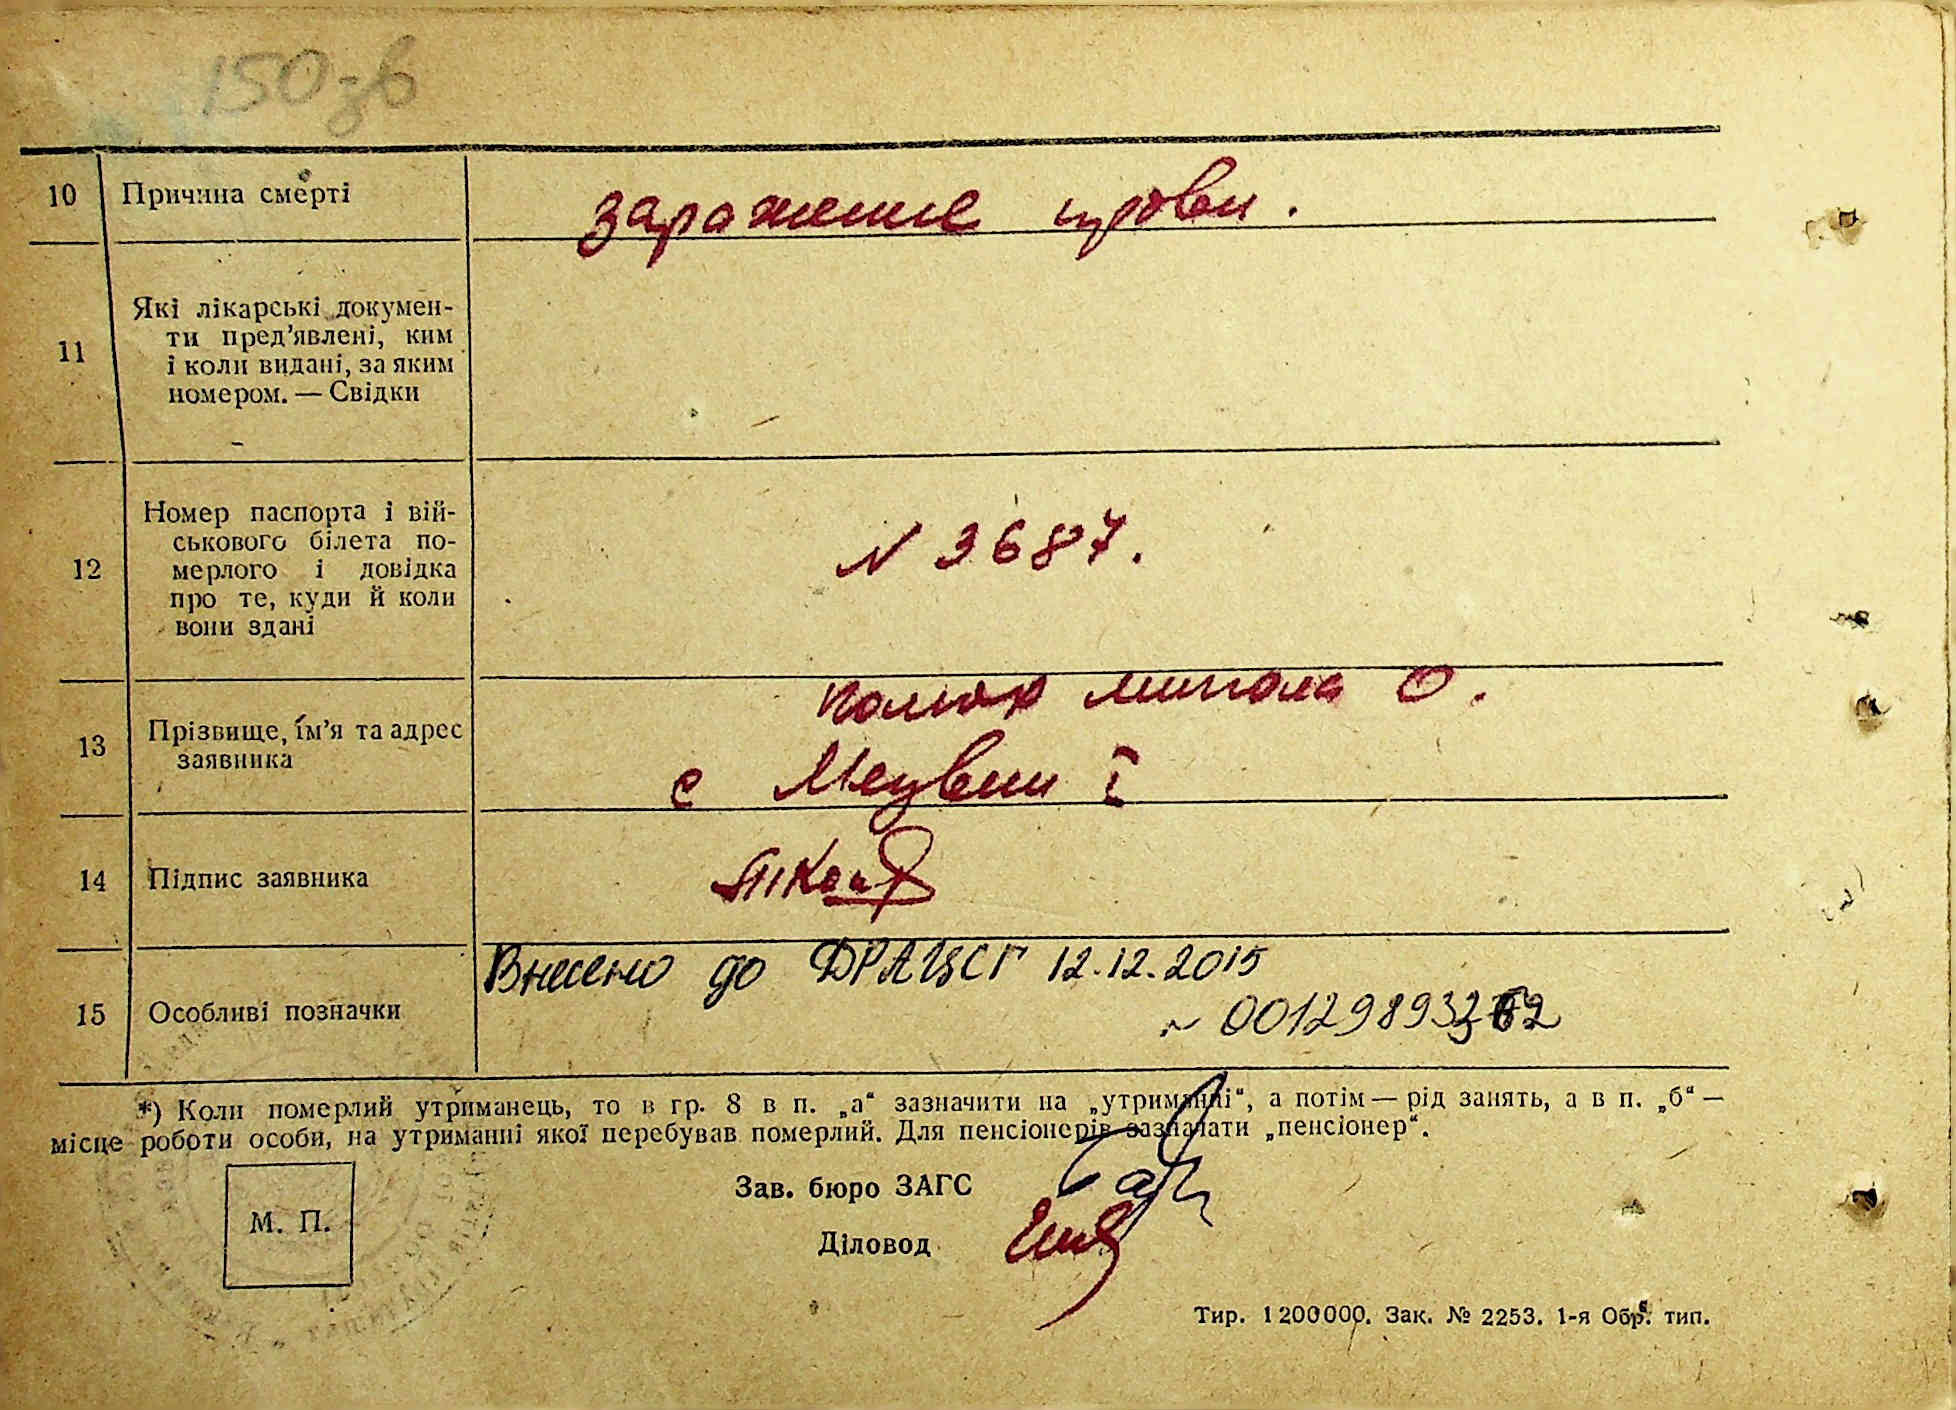 150зв
10 Причина смерті
заражение крови.
11 Які лікарські докумен-
ти пред’явлені, ким
і коли видані, за яким
номером. — Свідки
12 Номер паспорта і вій-
ськового білета по-
мерлого і довідка
про те, куди й коли
вони здані
N 3687.
13 Прізвище, ім’я та адрес
заявника
О.
с
14 Підпис заявника
15 Особливі позначки
Внесено до ДРАЦСГ 12.12.2015
*) Коли померлий утриманець, то в гр. 8 в п. „а“ зазначити на „утриманні“, а потім — рід занять, а в п. „б“ —
місце роботи особи, на утриманні якої перебував померлий. Для пенсіонерів зазначати „пенсіонер“.
Зав. бюро ЗАГС
М. П.
Діловод
Тир. 1200000. Зак. № 2253. 1-я Обр. тип.